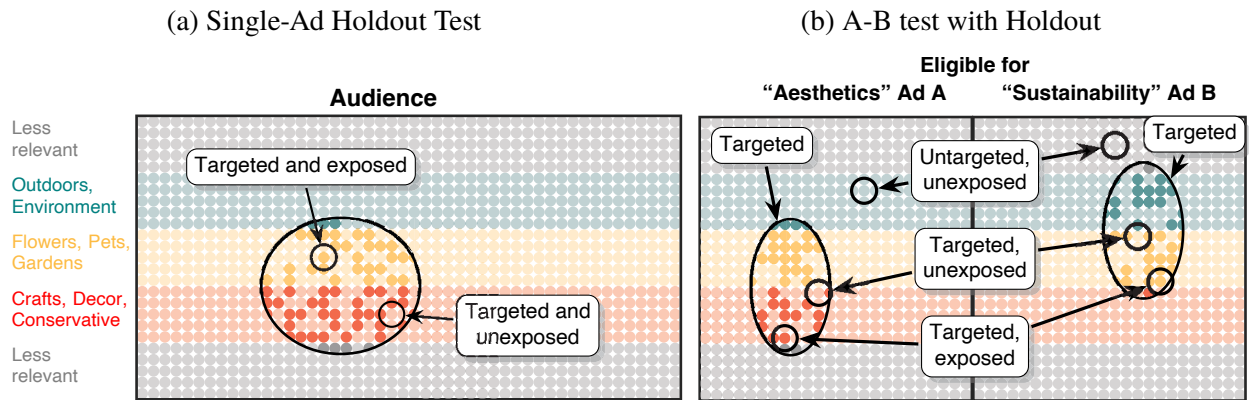 (a) Single-Ad Holdout Test
(b) A-B test with Holdout
Audience
Eligible for
“Aesthetics” Ad A
“Sustainability” Ad B
Less
relevant
Outdoors,
Environment
Flowers, Pets,
Gardens
Crafts, Decor,
Conservative
Less
relevant
Targeted and exposed
Targeted and
unexposed
Targeted
Untargeted,
unexposed
Targeted
Targeted,
unexposed
Targeted,
exposed